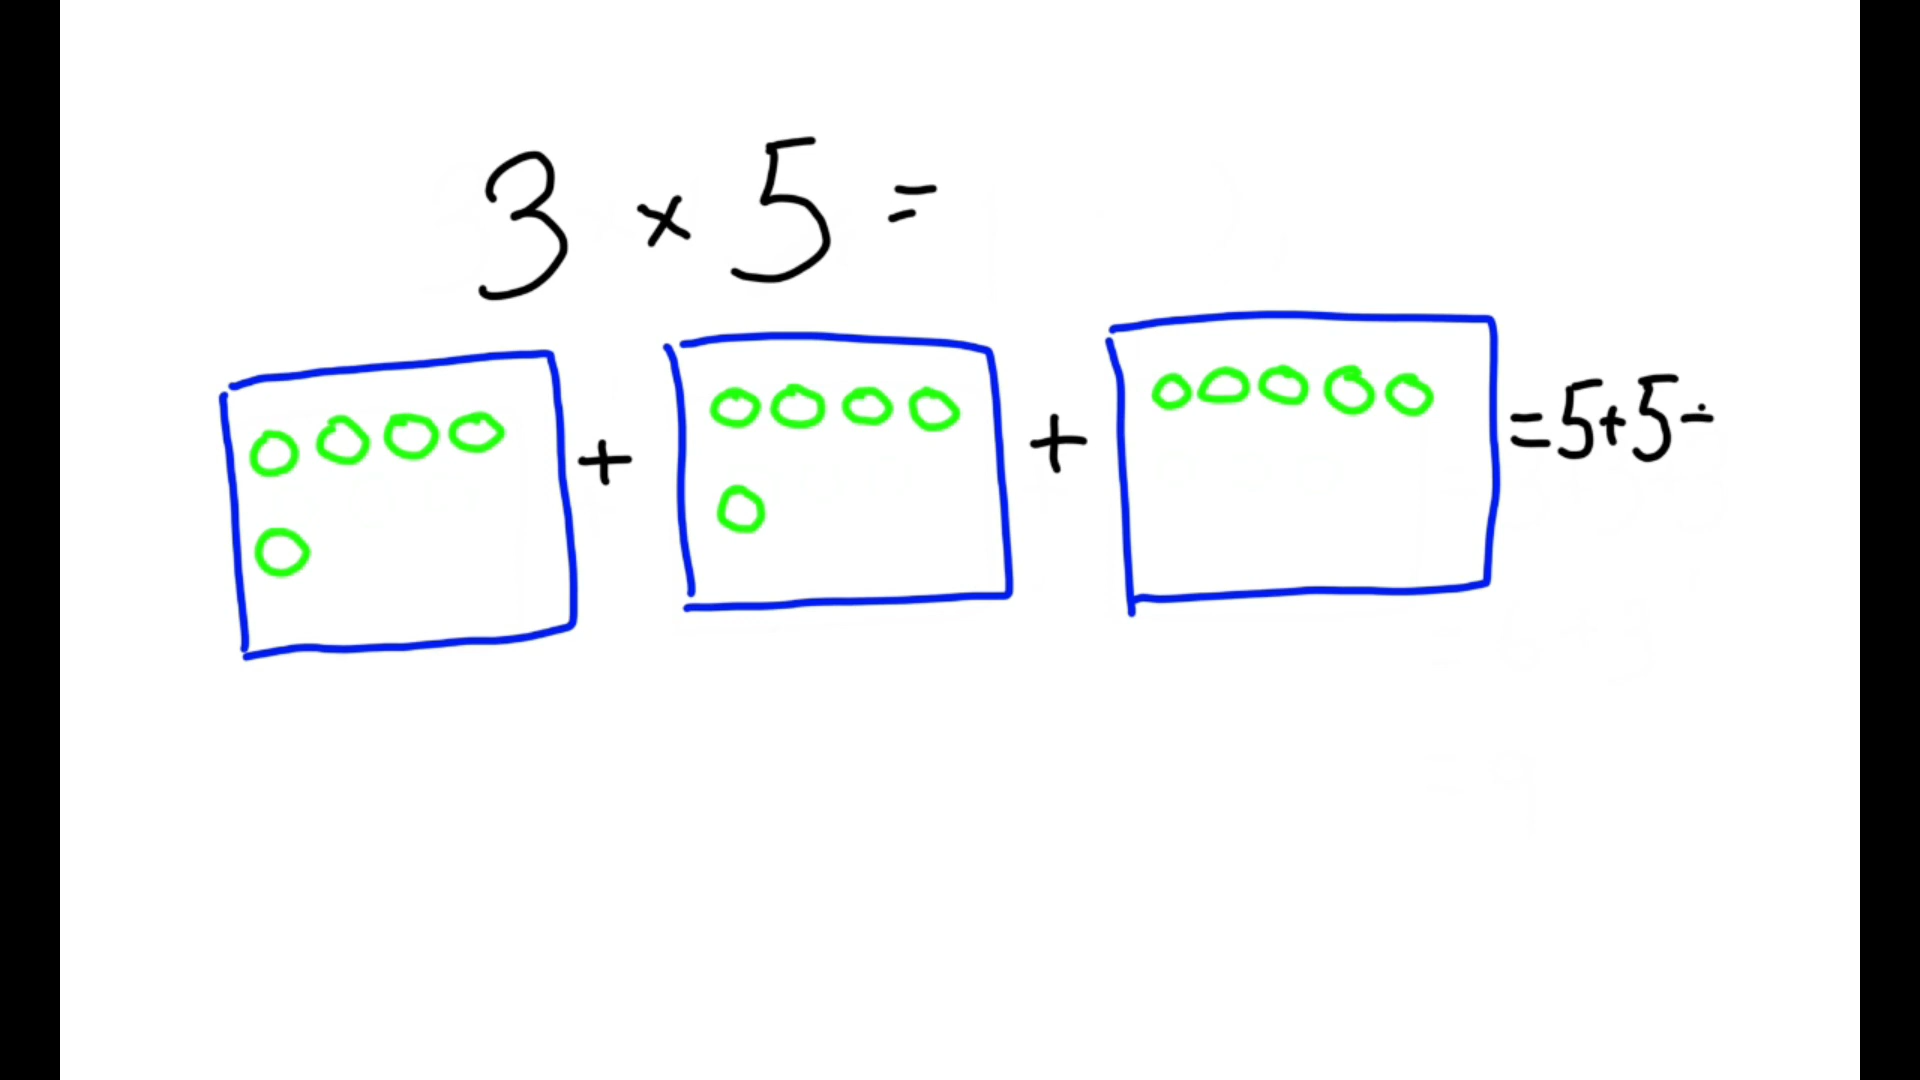 3 × 5 =
+ + = 5 + 5